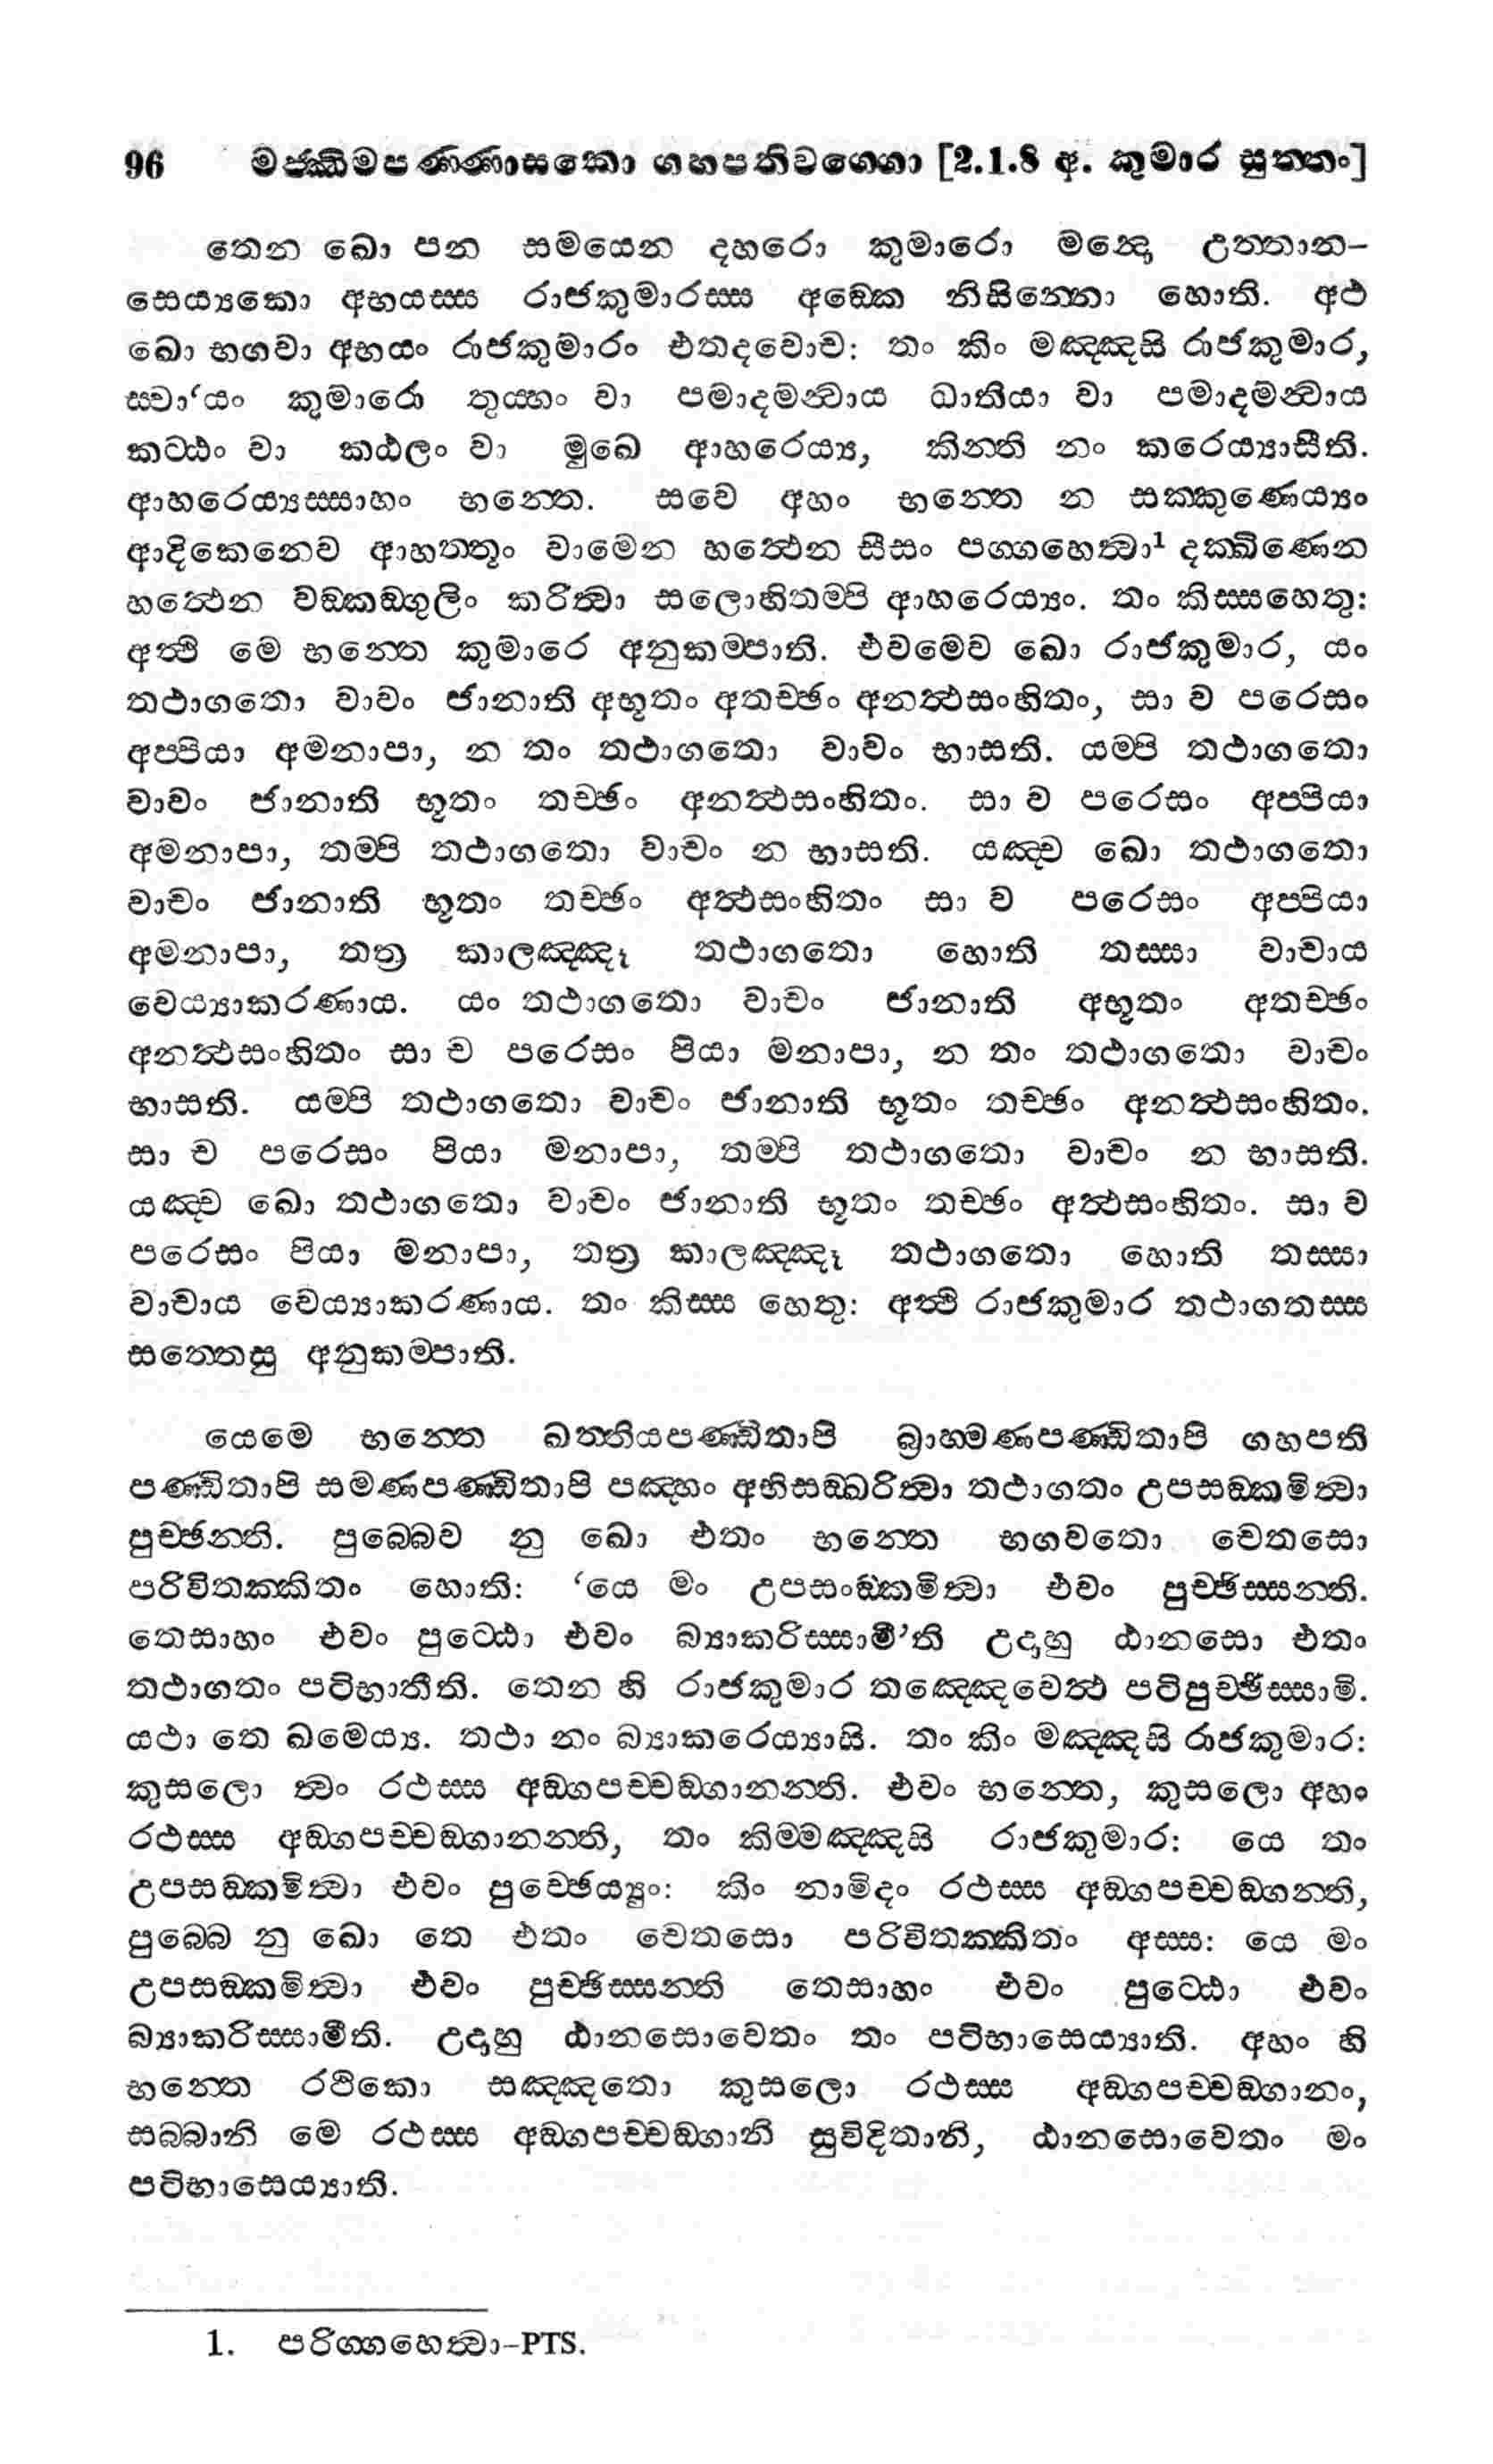 96 මජ්ඣිමපණ්ණාසකො ගහපතිවග්ගො [2.1.8 අ. කුමාර සුත්තං]
තෙන ඛො පන සමයෙන දහරො කුමාරො මන්‍දො උත්තාන-
සෙය්‍යකො අභයස්ස රාජකුමාරස්ස අඞ්කෙ නිසින්නො හොති. අථ
ඛො භගවා අභයං රාජකුමාරං එතදවොච: තං කිං මඤ්ඤසි රාජකුමාර,
ස්වා‘යං කුමාරො තුය්හං වා පමාදමන්‍වාය ධාතියා වා පමාදමන්‍වාය
කට්ඨං වා කඨලං වා මුඛෙ ආහරෙය්‍ය, කින්ති නං කරෙය්‍යාසීති.
ආහරෙය්‍යස්සාහං භන්තෙ. සචෙ අහං භන්තෙ න සක්කුණෙය්‍යං
ආදිකෙනෙව ආහත්තූං වාමෙන හත්‍ථෙන සීසං පග්ගහෙත්‍වා¹ දක්ඛිණෙන
හත්‍ථෙන වඞ්කඞ්ගුලිං කරිත්‍වා සලොහිතම්පි ආහරෙය්‍යං. තං කිස්සහෙතු:
අත්‍ථි මෙ භන්තෙ කුමාරෙ අනුකම්පාති. එවමෙව ඛො රාජකුමාර, යං
තථාගතො වාචං ජානාති අභූතං අතච්ඡං අනත්‍ථසංහිතං, සා ච පරෙසං
අප්පියා අමනාපා, න තං තථාගතො වාචං භාසති. යම්පි තථාගතො
වාචං ජානාති භූතං තච්ඡං අනත්‍ථසංහිතං. සා ච පරෙසං අප්පියා
අමනාපා, තම්පි තථාගතො වාචං න භාසති. යඤ්ච ඛො තථාගතො
වාචං ජානාති භූතං තච්ඡං අත්‍ථසංහිතං සා ච පරෙසං අප්පියා
අමනාපා, තත්‍ර කාලඤ්ඤූ තථාගතො හොති තස්සා වාචාය
වෙය්‍යාකරණාය. යං තථාගතො වාචං ජානාති අභූතං අතච්ඡං
අනත්‍ථසංහිතං සා ච පරෙසං පියා මනාපා, න තං තථාගතො වාචං
භාසති. යම්පි තථාගතො වාචං ජානාති භූතං තච්ඡං අනත්‍ථසංහිතං.
සා ච පරෙසං පියා මනාපා, තම්පි තථාගතො වාචං න භාසති.
යඤ්ච ඛො තථාගතො වාචං ජානාති භූතං තච්ඡං අත්‍ථසංහිතං. සා ච
පරෙසං පියා මනාපා, තත්‍ර කාලඤ්ඤූ තථාගතො හොති තස්සා
වාචාය වෙය්‍යාකරණාය. තං කිස්ස හෙතු: අත්‍ථි රාජකුමාර තථාගතස්ස
සත්තෙසු අනුකම්පාති.
යෙමෙ භන්තෙ ඛත්තියපණ්ඩිතාපි බ්‍රාහ්මණපණ්ඩිතාපි ගහපති
පණ්ඩිතාපි සමණපණ්ඩිතාපි පඤ්හං අභිසඞ්ඛරිත්‍වා තථාගතං උපසඞ්කමිත්‍වා
පුච්ඡන්ති. පුබ්බෙව නු ඛො එතං භන්තෙ භගවතො චෙතසො
පරිවිතක්කිතං හොති: ‘යෙ මං උපසංඞ්කමිත්‍වා එවං පුච්ඡිස්සන්ති.
තෙසාහං එවං පුට්ඨො එවං බ්‍යාකරිස්සාමී’ති උදාහු ඨානසො එතං
තථාගතං පටිභාතීති. තෙන හි රාජකුමාර තඤ්ඤෙවෙත්‍ථ පටිපුච්ඡිස්සාමි.
යථා තෙ ඛමෙය්‍ය. තථා නං බ්‍යාකරෙය්‍යාසි. තං කිං මඤ්ඤසි රාජකුමාර:
කුසලො ත්‍වං රථස්ස අඞ්ගපච්චඞ්ගානන්ති. එවං භන්තෙ, කුසලො අහං
රථස්ස අඞ්ගපච්චඞ්ගානන්ති, තං කිම්මඤ්ඤසි රාජකුමාර: යෙ තං
උපසඞ්කමිත්‍වා එවං පුච්ඡෙය්‍යුං: කිං නාමිදං රථස්ස අඞ්ගපච්චඞ්ගන්ති,
පුබ්බෙ නු ඛො තෙ එතං චෙතසො පරිවිතක්කිතං අස්ස: යෙ මං
උපසඞ්කමිත්‍වා එවං පුච්ඡිස්සන්ති තෙසාහං එවං පුට්ඨො එවං
බ්‍යාකරිස්සාමීති. උදාහු ඨානසොවෙතං තං පටිභාසෙය්‍යාති. අහං හි
භන්තෙ රථිකො සඤ්ඤතො කුසලො රථස්ස අඞ්ගපච්චඞ්ගානං,
සබ්බානි මෙ රථස්ස අඞ්ගපච්චඞ්ගානි සුවිදිතානි, ඨානසොවෙතං මං
පටිභාසෙය්‍යාති.
1. පරිග්ගහෙත්‍වා-PTS.